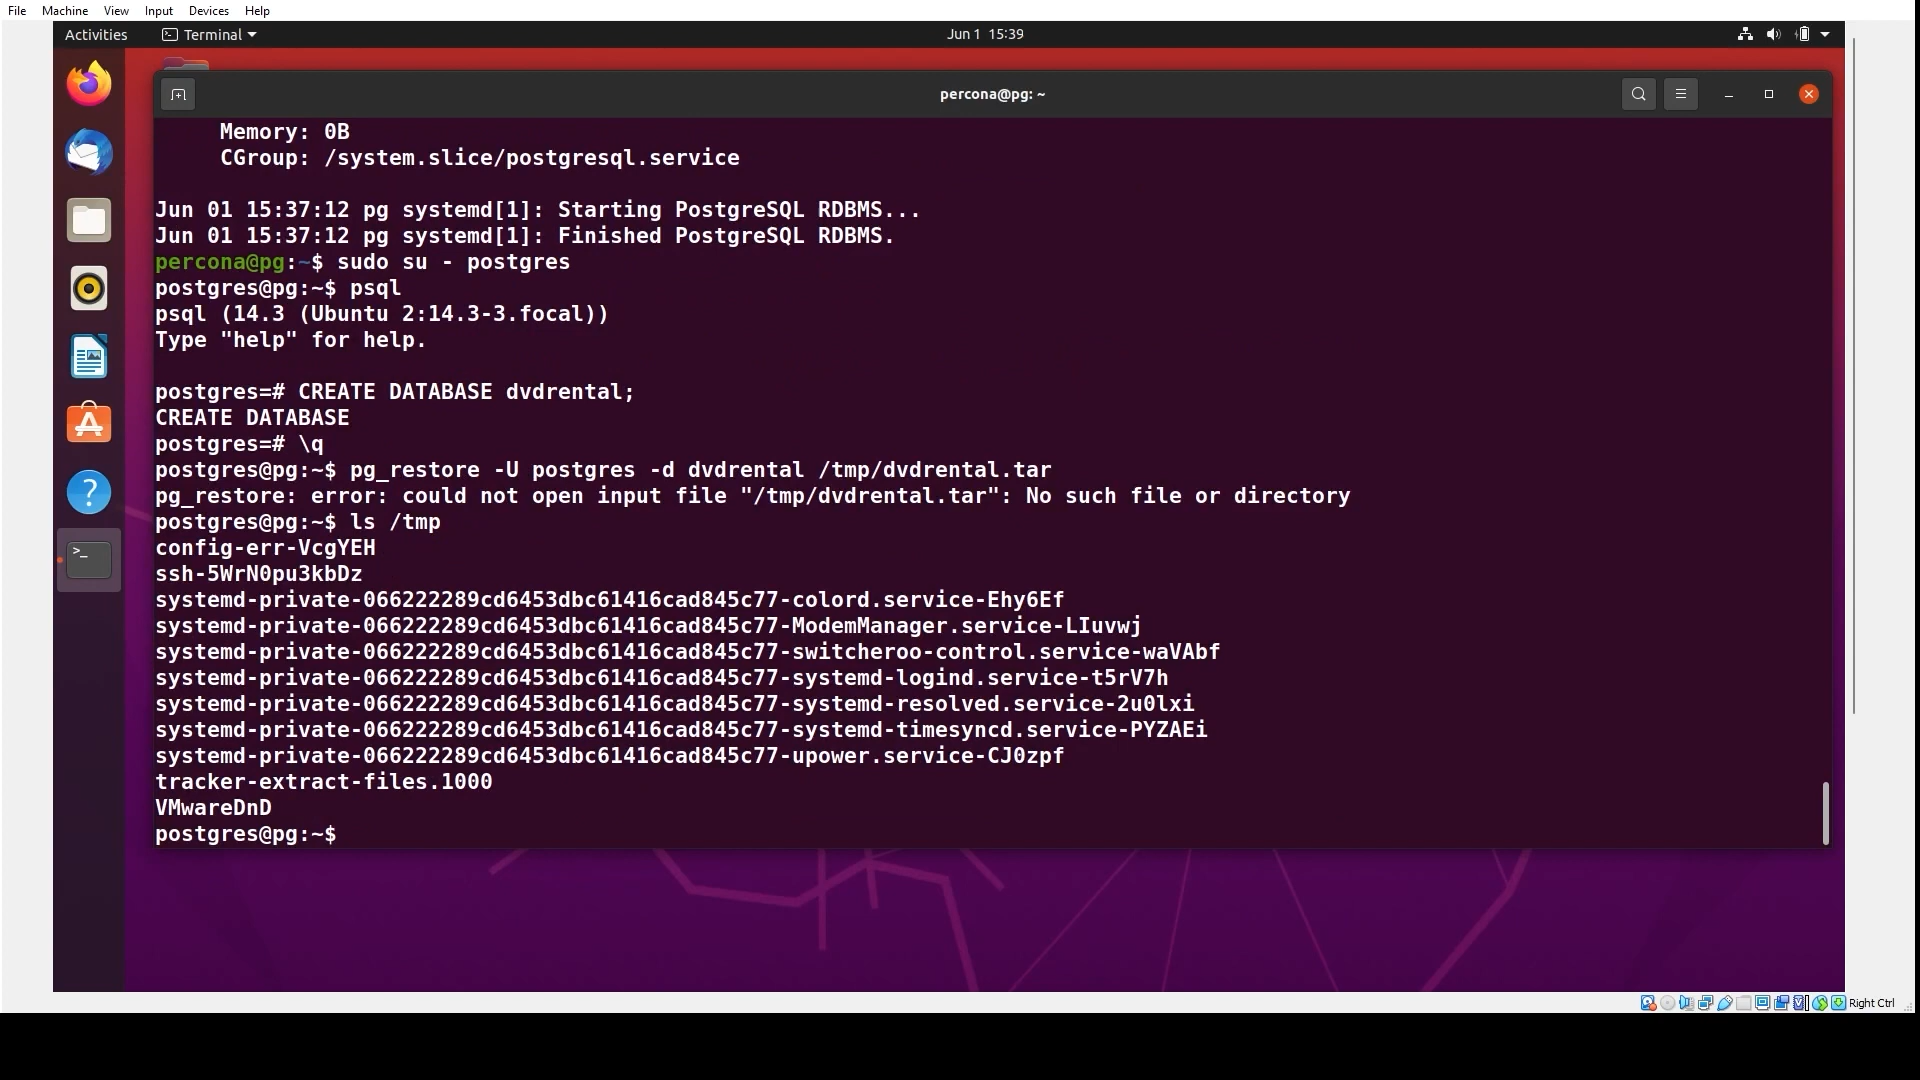 File Machine View Input Devices Help
Activities Terminal Jun 1 15:39
percona@pg: ~
Memory: 0B
CGroup: /system.slice/postgresql.service
Jun 01 15:37:12 pg systemd[1]: Starting PostgreSQL RDBMS...
Jun 01 15:37:12 pg systemd[1]: Finished PostgreSQL RDBMS.
percona@pg:~$ sudo su - postgres
postgres@pg:~$ psql
psql (14.3 (Ubuntu 2:14.3-3.focal))
Type "help" for help.
postgres=# CREATE DATABASE dvdrental;
CREATE DATABASE
postgres=# \q
postgres@pg:~$ pg_restore -U postgres -d dvdrental /tmp/dvdrental.tar
pg_restore: error: could not open input file "/tmp/dvdrental.tar": No such file or directory
postgres@pg:~$ ls /tmp
config-err-VcgYEH
ssh-5WrN0pu3kbDz
systemd-private-066222289cd6453dbc61416cad845c77-colord.service-Ehy6Ef
systemd-private-066222289cd6453dbc61416cad845c77-ModemManager.service-LIuvwj
systemd-private-066222289cd6453dbc61416cad845c77-switcheroo-control.service-waVAbf
systemd-private-066222289cd6453dbc61416cad845c77-systemd-logind.service-t5rV7h
systemd-private-066222289cd6453dbc61416cad845c77-systemd-resolved.service-2u0lxi
systemd-private-066222289cd6453dbc61416cad845c77-systemd-timesyncd.service-PYZAEi
systemd-private-066222289cd6453dbc61416cad845c77-upower.service-CJ0zpf
tracker-extract-files.1000
VMwareDnD
postgres@pg:~$
Right Ctrl